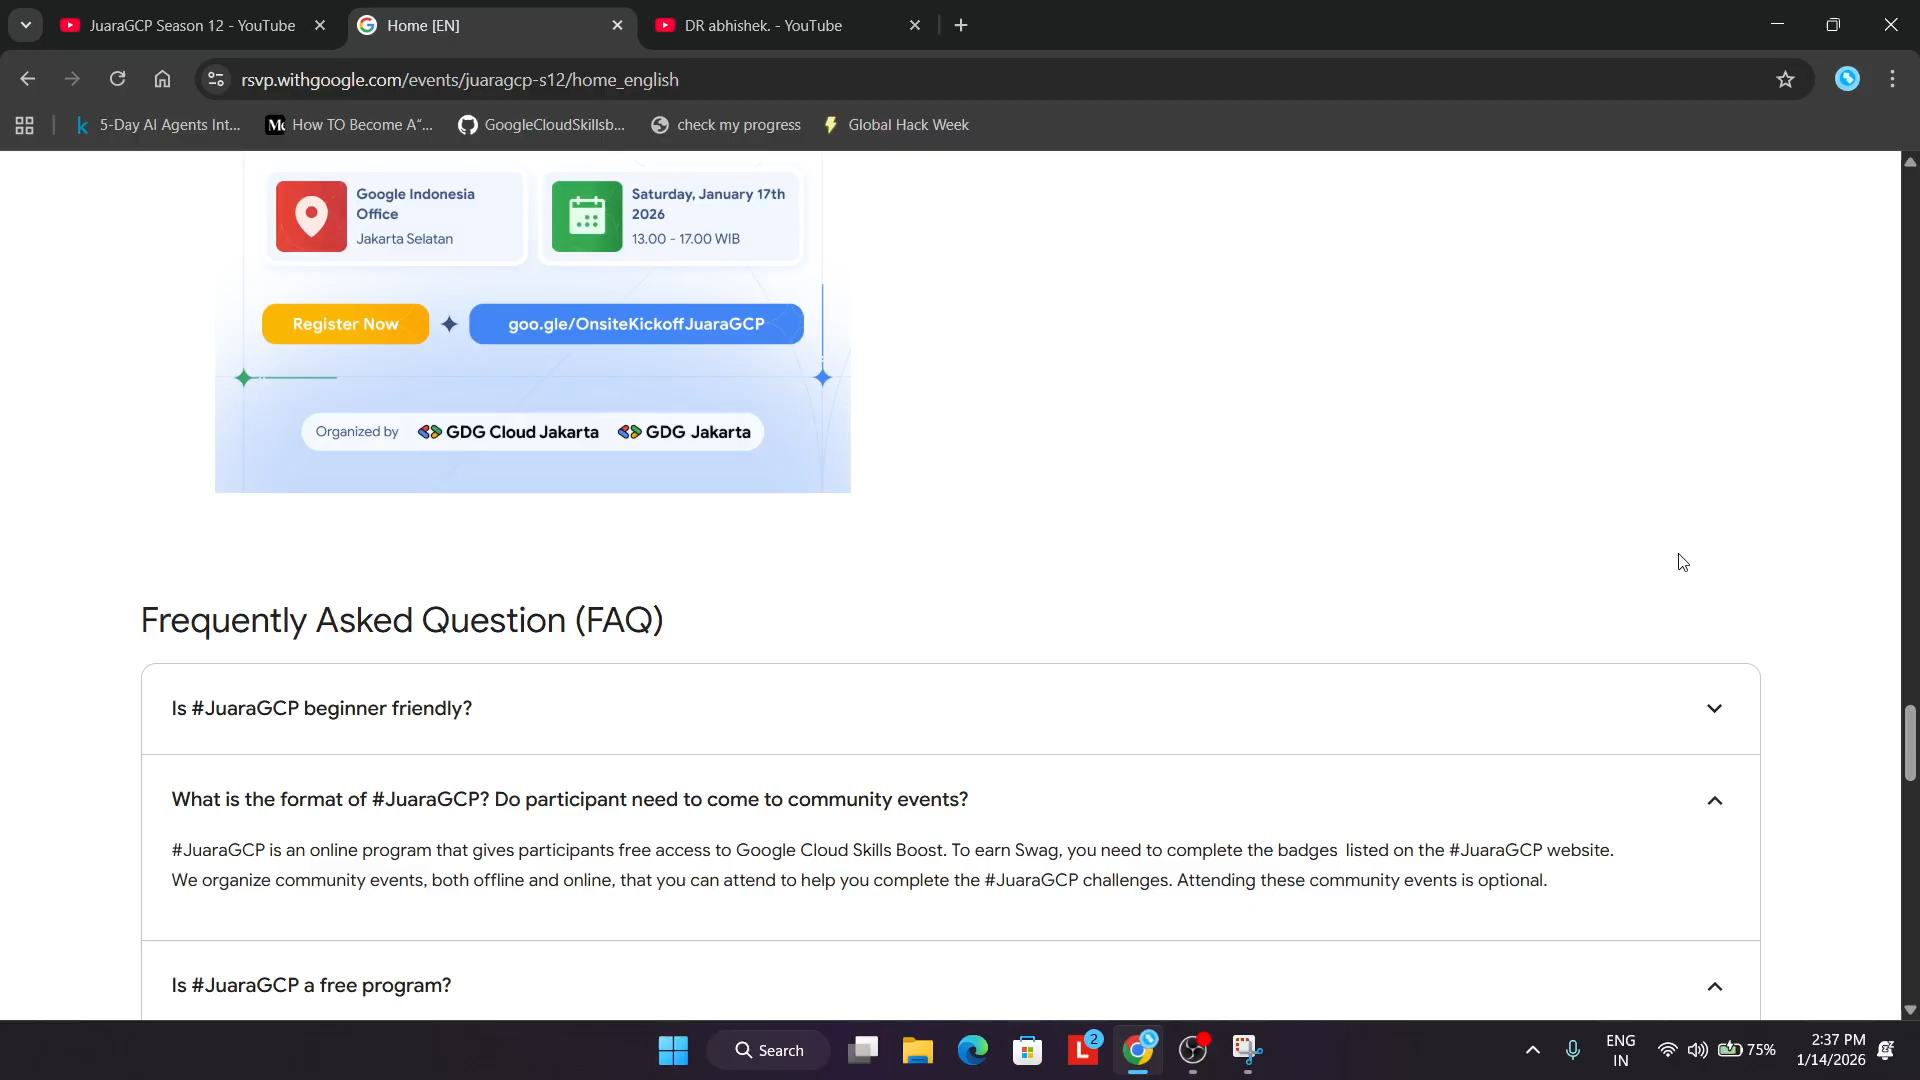 JuaraGCP Season 12 - YouTube
Home [EN]
DR abhishek. - YouTube
rsvp.withgoogle.com/events/juaragcp-s12/home_english
5-Day AI Agents Int...
How TO Become A“...
GoogleCloudSkillsb...
check my progress
Global Hack Week
Google Indonesia
Office
Jakarta Selatan
Saturday, January 17th
2026
13.00 - 17.00 WIB
Register Now
goo.gle/OnsiteKickoffJuaraGCP
Organized by
GDG Cloud Jakarta
GDG Jakarta
Frequently Asked Question (FAQ)
Is #JuaraGCP beginner friendly?
What is the format of #JuaraGCP? Do participant need to come to community events?
#JuaraGCP is an online program that gives participants free access to Google Cloud Skills Boost. To earn Swag, you need to complete the badges  listed on the #JuaraGCP website.
We organize community events, both offline and online, that you can attend to help you complete the #JuaraGCP challenges. Attending these community events is optional.
Is #JuaraGCP a free program?
Search
2
ENG
IN
75%
2:37 PM
1/14/2026